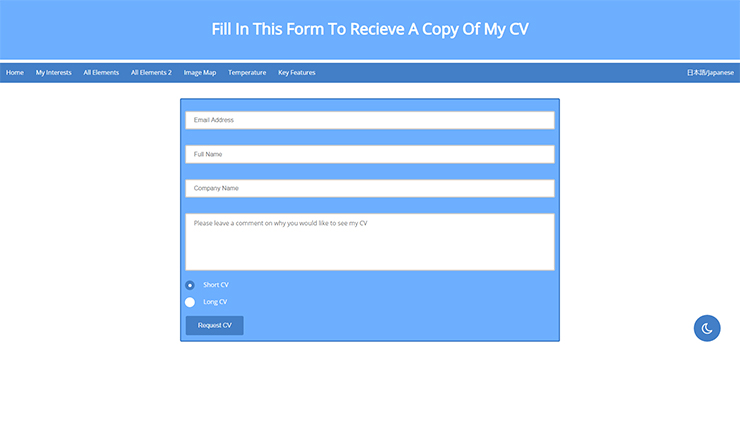 Fill In This Form To Recieve A Copy Of My CV
Home My Interests All Elements All Elements 2 Image Map Temperature Key Features 日本語/Japanese
Email Address
Full Name
Company Name
Please leave a comment on why you would like to see my CV
Short CV
Long CV
Request CV